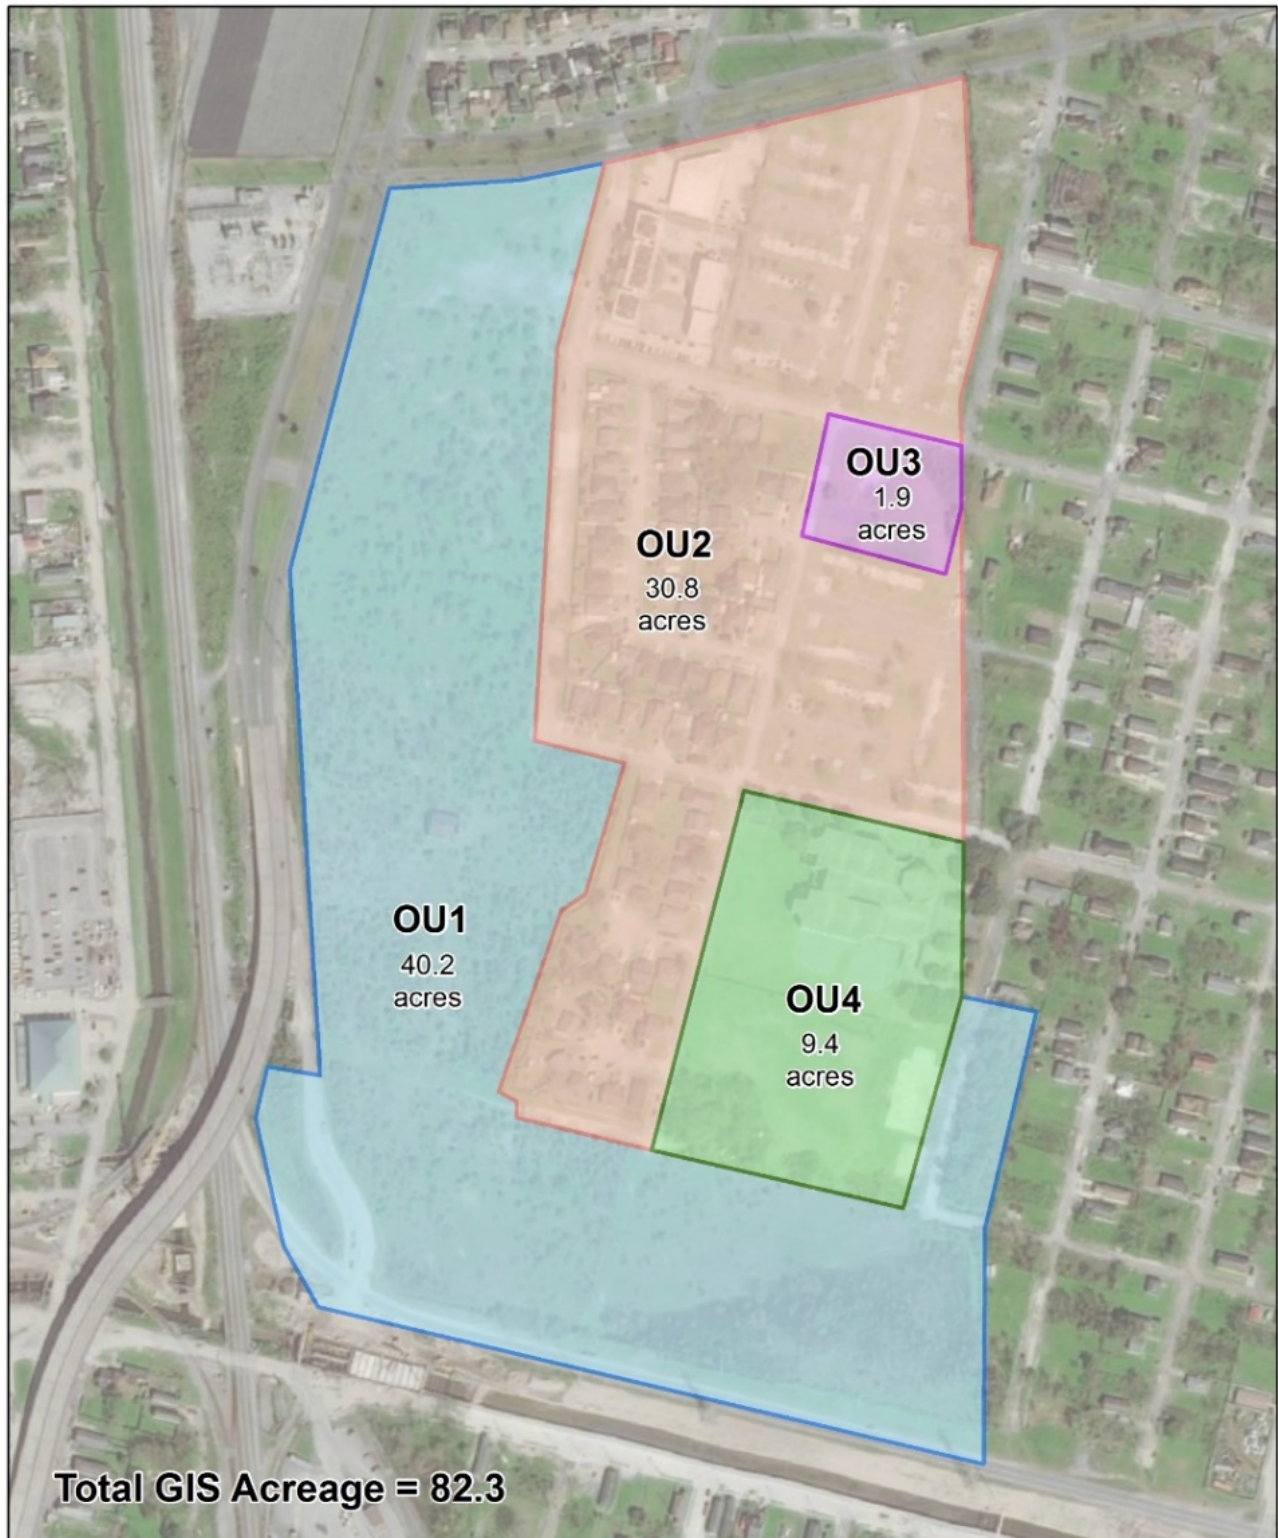 OU3
1.9
acres
OU2
30.8
acres
OU1
40.2
acres
OU4
9.4
acres
Total GIS Acreage = 82.3